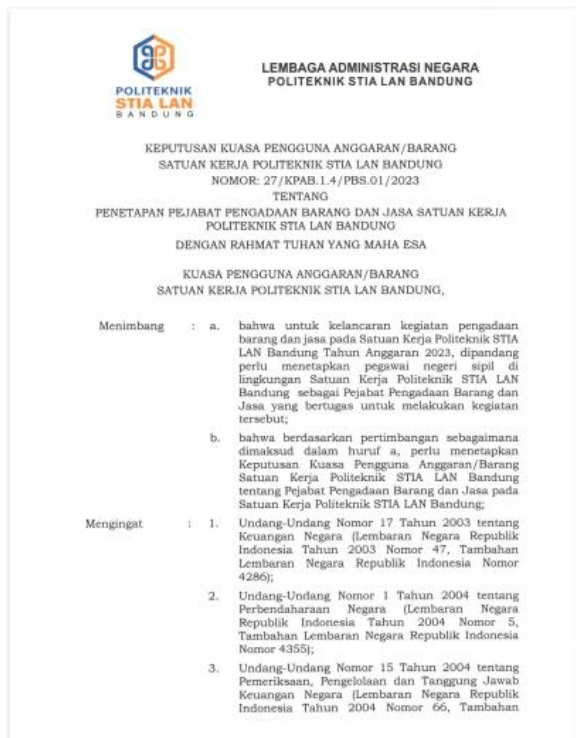 POLITEKNIK
STIA LAN
BANDUNG
LEMBAGA ADMINISTRASI NEGARA
POLITEKNIK STIA LAN BANDUNG
KEPUTUSAN KUASA PENGGUNA ANGGARAN/BARANG
SATUAN KERJA POLITEKNIK STIA LAN BANDUNG
NOMOR: 27/KPAB.1.4/PBS.01/2023
TENTANG
PENETAPAN PEJABAT PENGADAAN BARANG DAN JASA SATUAN KERJA
POLITEKNIK STIA LAN BANDUNG
DENGAN RAHMAT TUHAN YANG MAHA ESA
KUASA PENGGUNA ANGGARAN/BARANG
SATUAN KERJA POLITEKNIK STIA LAN BANDUNG,
Menimbang : a. bahwa untuk kelancaran kegiatan pengadaan
barang dan jasa pada Satuan Kerja Politeknik STIA
LAN Bandung Tahun Anggaran 2023, dipandang
perlu menetapkan pegawai negeri sipil di
lingkungan Satuan Kerja Politeknik STIA LAN
Bandung sebagai Pejabat Pengadaan Barang dan
Jasa yang bertugas untuk melakukan kegiatan
tersebut;
b. bahwa berdasarkan pertimbangan sebagaimana
dimaksud dalam huruf a, perlu menetapkan
Keputusan Kuasa Pengguna Anggaran/Barang
Satuan Kerja Politeknik STIA LAN Bandung
tentang Pejabat Pengadaan Barang dan Jasa pada
Satuan Kerja Politeknik STIA LAN Bandung;
Mengingat : 1. Undang-Undang Nomor 17 Tahun 2003 tentang
Keuangan Negara (Lembaran Negara Republik
Indonesia Tahun 2003 Nomor 47, Tambahan
Lembaran Negara Republik Indonesia Nomor
4286);
2. Undang-Undang Nomor 1 Tahun 2004 tentang
Perbendaharaan Negara (Lembaran Negara
Republik Indonesia Tahun 2004 Nomor 5,
Tambahan Lembaran Negara Republik Indonesia
Nomor 4355);
3. Undang-Undang Nomor 15 Tahun 2004 tentang
Pemeriksaan, Pengelolaan dan Tanggung Jawab
Keuangan Negara (Lembaran Negara Republik
Indonesia Tahun 2004 Nomor 66, Tambahan